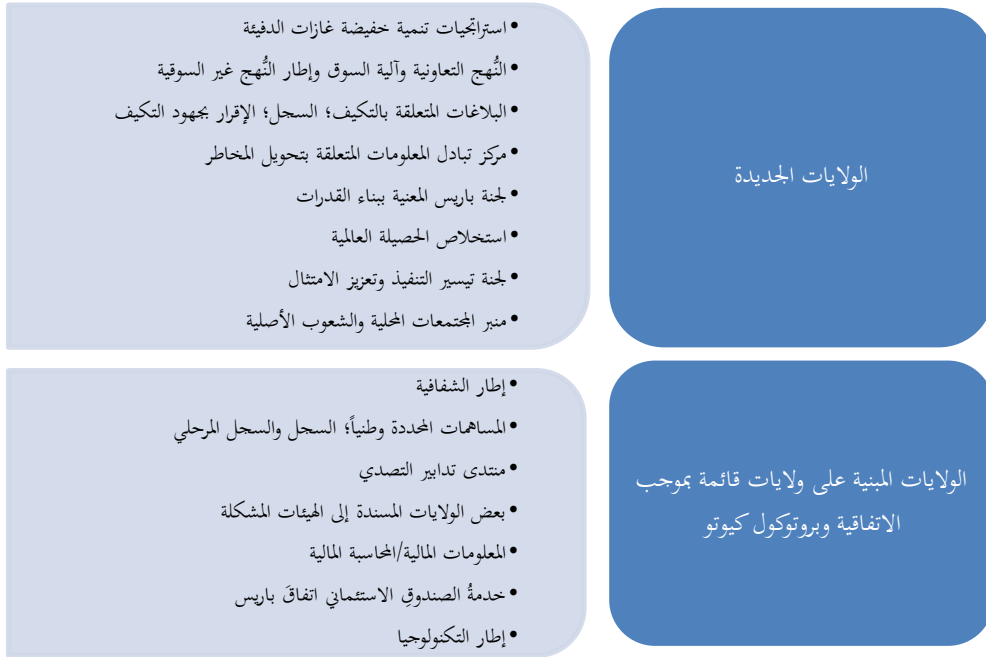 الولايات الجديدة
•استراتجيات تنمية خفيضة غازات الدفيئة
•النُّهج التعاونية وآلية السوق وإطار النُّهج غير السوقية
•البلاغات المتعلقة بالتكيف؛ السجل؛ الإقرار بجهود التكيف
•مركز تبادل المعلومات المتعلقة بتحويل المخاطر
•لجنة باريس المعنية ببناء القدرات
•استخلاص الحصيلة العالمية
•لجنة تيسير التنفيذ وتعزيز الامتثال
•منبر المجتمعات المحلية والشعوب الأصلية
الولايات المبنية على ولايات قائمة بموجب
الاتفاقية وبروتوكول كيوتو
•إطار الشفافية
•المساهمات المحددة وطنياً؛ السجل والسجل المرحلي
•منتدى تدابير التصدي
•بعض الولايات المسندة إلى الهيئات المشكلة
•المعلومات المالية/المحاسبة المالية
•خدمةُ الصندوقِ الاستئماني اتفاقَ باريس
•إطار التكنولوجيا